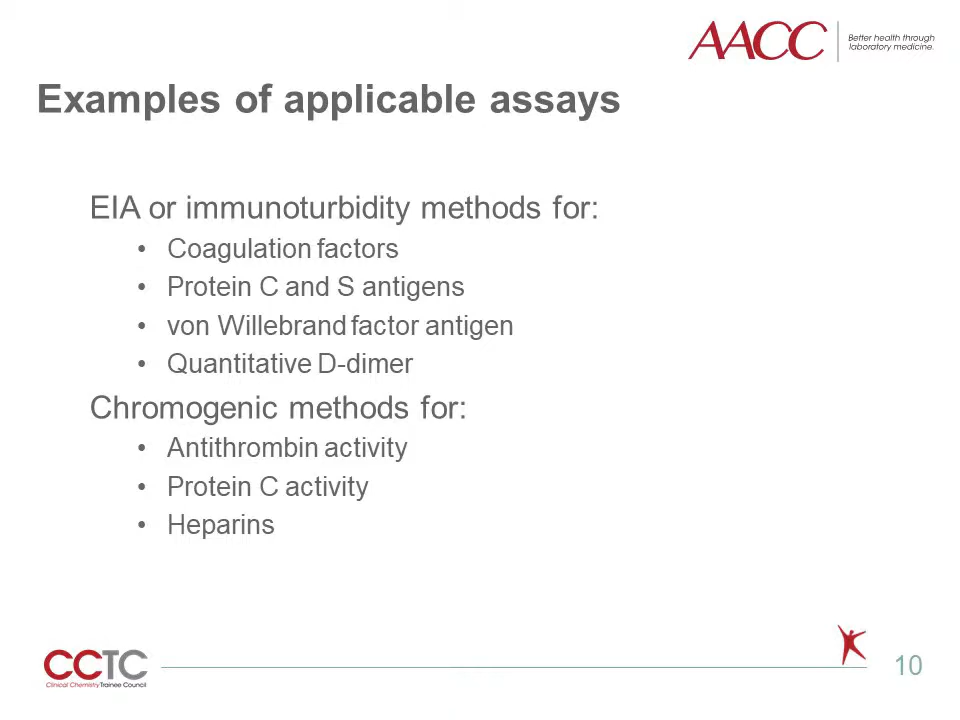 AACC
Better health through
laboratory medicine.
Examples of applicable assays
EIA or immunoturbidity methods for:
• Coagulation factors
• Protein C and S antigens
• von Willebrand factor antigen
• Quantitative D-dimer
Chromogenic methods for:
• Antithrombin activity
• Protein C activity
• Heparins
CCTC
Clinical Chemistry Trainee Council
10